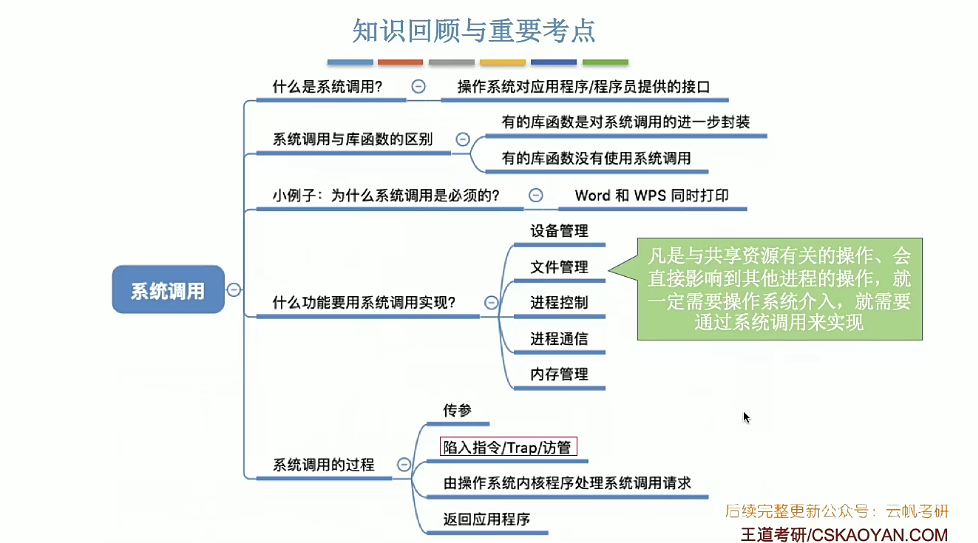 知识回顾与重要考点
什么是系统调用?
操作系统对应用程序/程序员提供的接口
系统调用与库函数的区别
有的库函数是对系统调用的进一步封装
有的库函数没有使用系统调用
小例子：为什么系统调用是必须的?
Word 和 WPS 同时打印
系统调用
什么功能要用系统调用实现?
设备管理
文件管理
进程控制
进程通信
内存管理
凡是与共享资源有关的操作、会
直接影响到其他进程的操作，就
一定需要操作系统介入，就需要
通过系统调用来实现
系统调用的过程
传参
陷入指令/Trap/访管
由操作系统内核程序处理系统调用请求
返回应用程序
后续完整更新公众号：云帆考研
王道考研/CSKAOYAN.COM